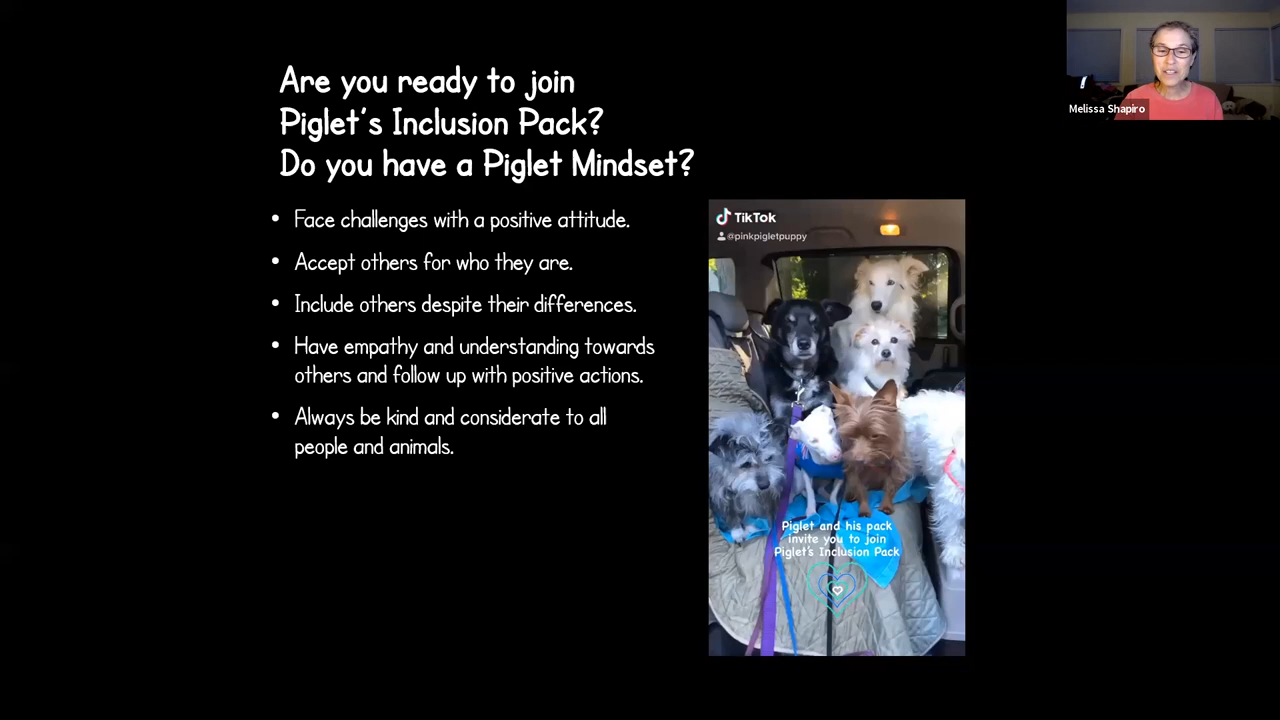 Are you ready to join
Piglet's Inclusion Pack?
Do you have a Piglet Mindset?
• Face challenges with a positive attitude.
• Accept others for who they are.
• Include others despite their differences.
• Have empathy and understanding towards
others and follow up with positive actions.
• Always be kind and considerate to all
people and animals.
TikTok
@pinkpigletpuppy
Piglet and his pack
invite you to join
Piglet's Inclusion Pack
Melissa Shapiro